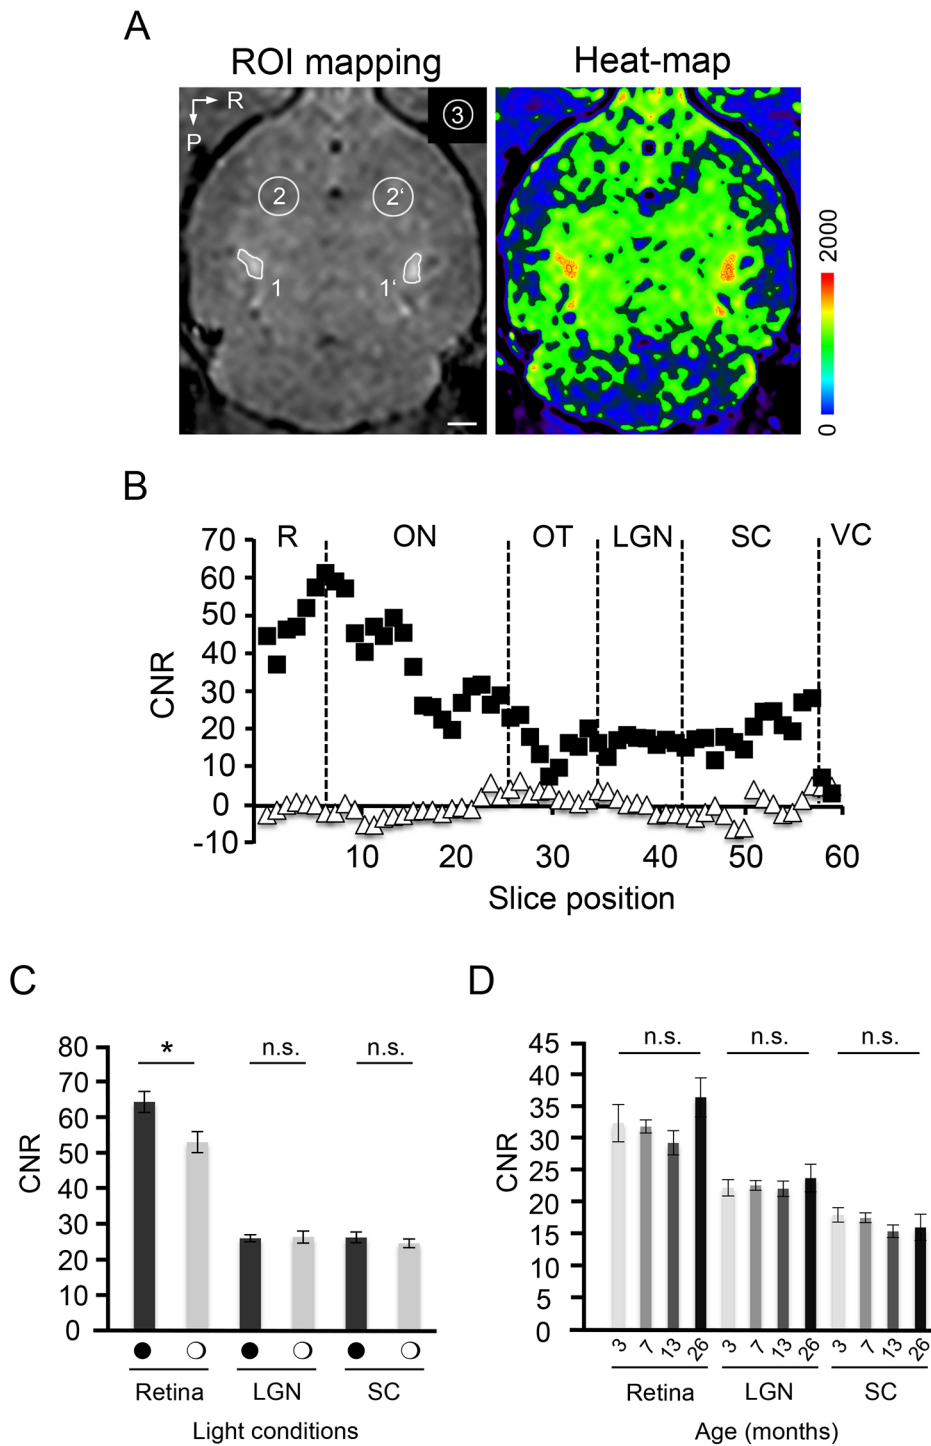 A
ROI mapping
Heat-map
R
P
3
2
2'
1
1'
2000
0
B
R
ON
OT
LGN
SC
VC
70
60
50
40
30
20
10
0
-10
CNR
10
20
30
40
50
60
Slice position
C
D
80
70
60
50
40
30
20
10
0
CNR
*
n.s.
n.s.
Retina
LGN
SC
Light conditions
45
40
35
30
25
20
15
10
5
0
CNR
n.s.
n.s.
n.s.
3 7 13 26
3 7 13 26
3 7 13 26
Retina
LGN
SC
Age (months)